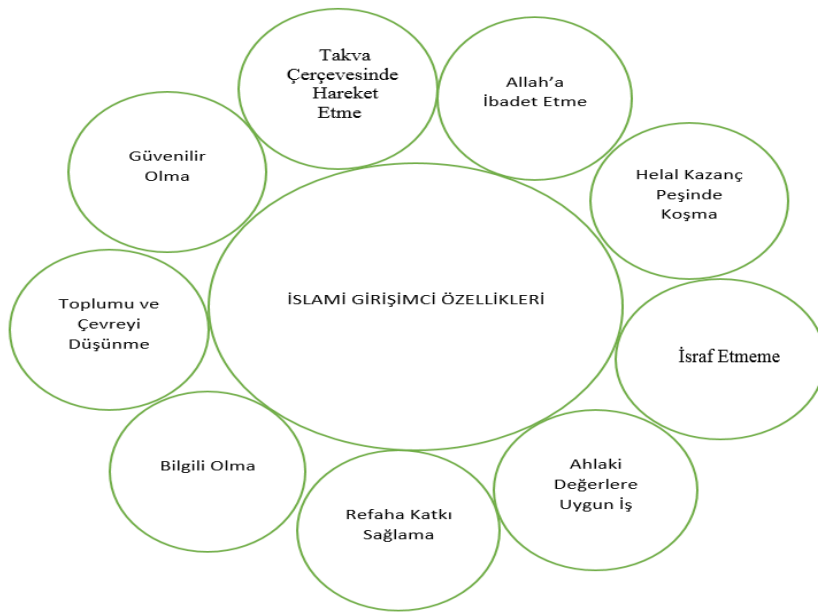 Takva
Çerçevesinde
Hareket
Etme
Allah’a
İbadet Etme
Helal Kazanç
Peşinde
Koşma
İsraf Etmeme
Ahlaki
Değerlere
Uygun İş
Refaha Katkı
Sağlama
Bilgili Olma
Toplumu ve
Çevreyi
Düşünme
Güvenilir
Olma
İSLAMİ GİRİŞİMCİ ÖZELLİKLERİ